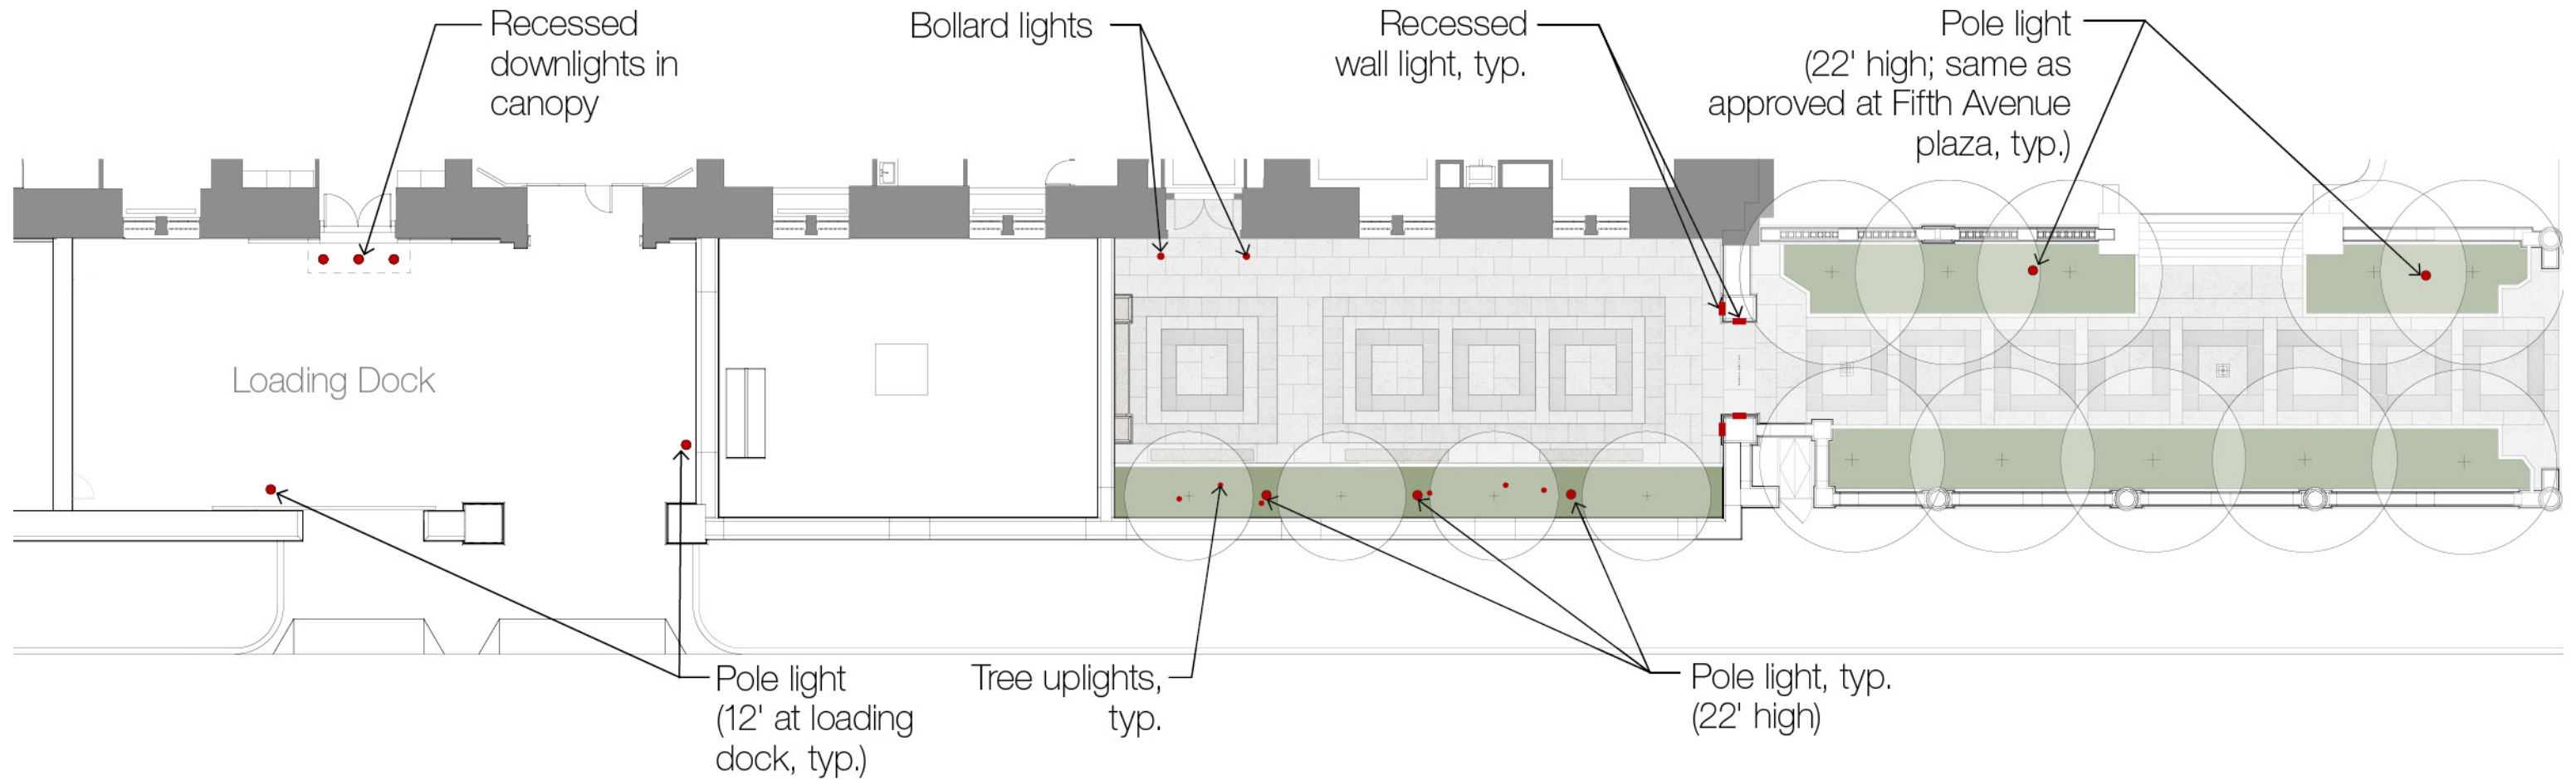 Recessed
downlights in
canopy
Bollard lights
Recessed
wall light, typ.
Pole light
(22' high; same as
approved at Fifth Avenue
plaza, typ.)
Loading Dock
Pole light
(12' at loading
dock, typ.)
Tree uplights,
typ.
Pole light, typ.
(22' high)